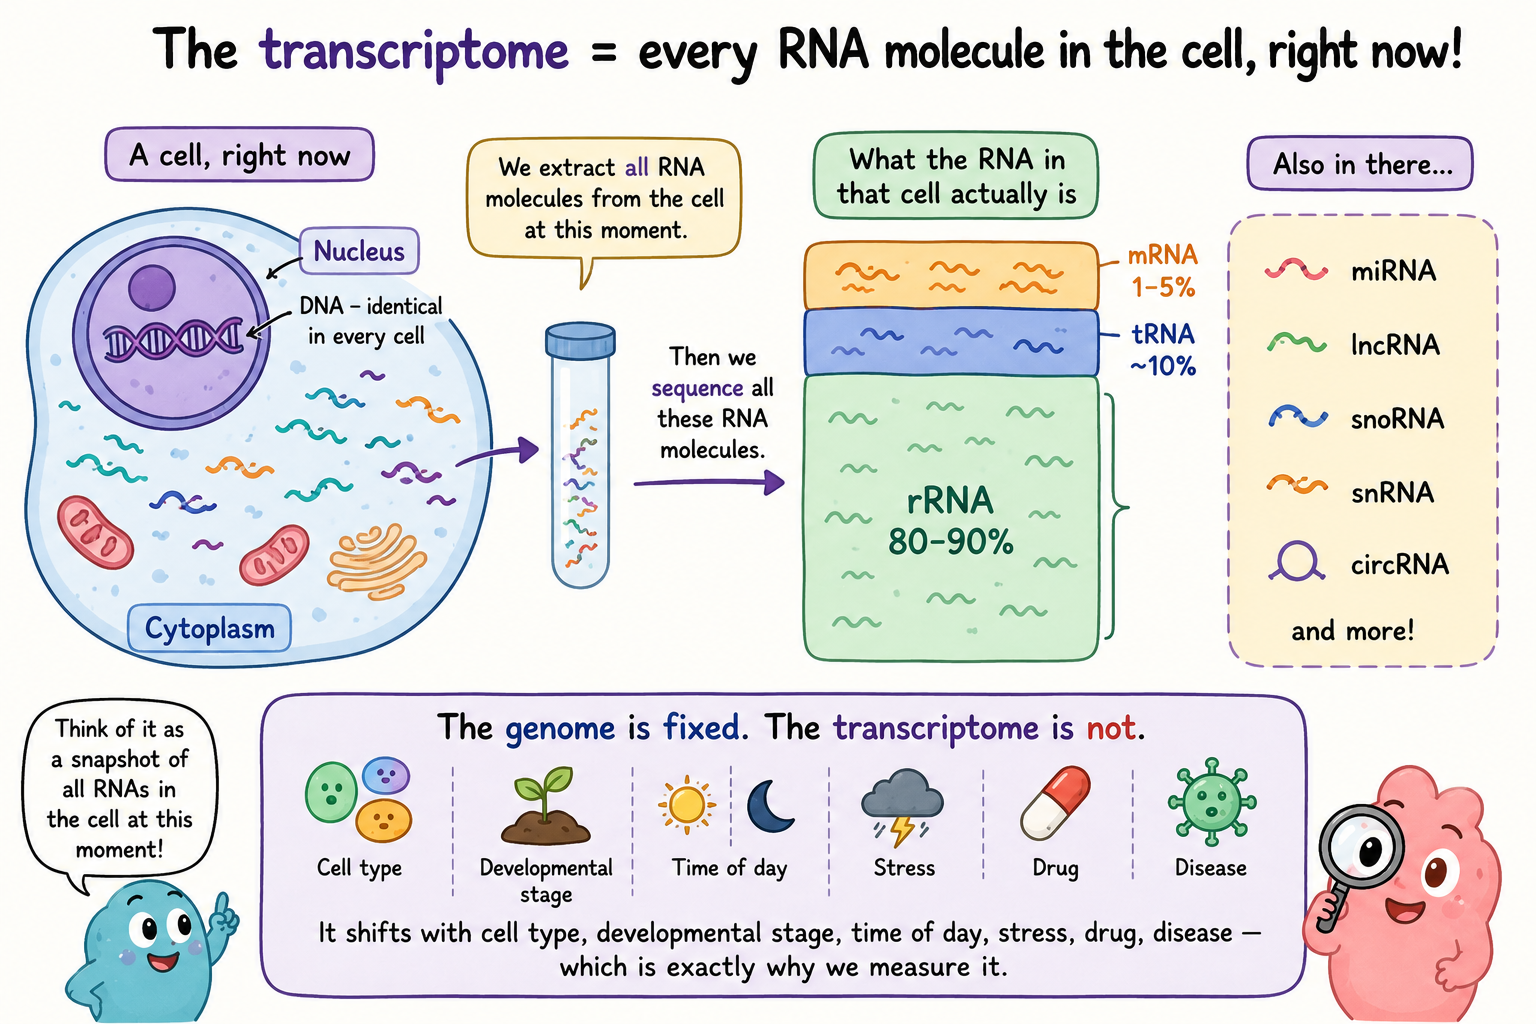 The transcriptome = every RNA molecule in the cell, right now!
A cell, right now
Nucleus
DNA – identical
in every cell
Cytoplasm
We extract all RNA
molecules from the cell
at this moment.
Then we
sequence all
these RNA
molecules.
What the RNA in
that cell actually is
mRNA
1–5%
tRNA
~10%
rRNA
80–90%
Also in there...
miRNA
lncRNA
snoRNA
snRNA
circRNA
and more!
Think of it as
a snapshot of
all RNAs in
the cell at this
moment!
The genome is fixed. The transcriptome is not.
Cell type
Developmental
stage
Time of day
Stress
Drug
Disease
It shifts with cell type, developmental stage, time of day, stress, drug, disease —
which is exactly why we measure it.